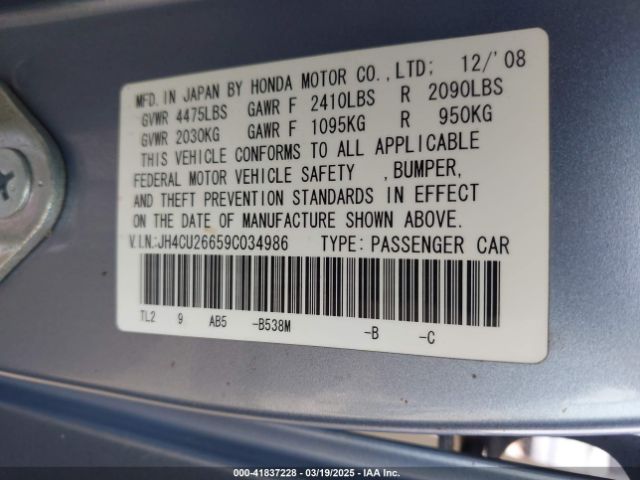 MFD. IN JAPAN BY HONDA MOTOR CO., LTD; 12/'08
GVWR 4475LBS GAWR F 2410LBS R 2090LBS
GVWR 2030KG GAWR F 1095KG R 950KG
THIS VEHICLE CONFORMS TO ALL APPLICABLE
FEDERAL MOTOR VEHICLE SAFETY , BUMPER,
AND THEFT PREVENTION STANDARDS IN EFFECT
ON THE DATE OF MANUFACTURE SHOWN ABOVE.
V.I.N.:JH4CU26659C034986 TYPE: PASSENGER CAR
TL2 9 AB5 -B538M -B -C
000-41837228 - 03/19/2025 - IAA Inc.